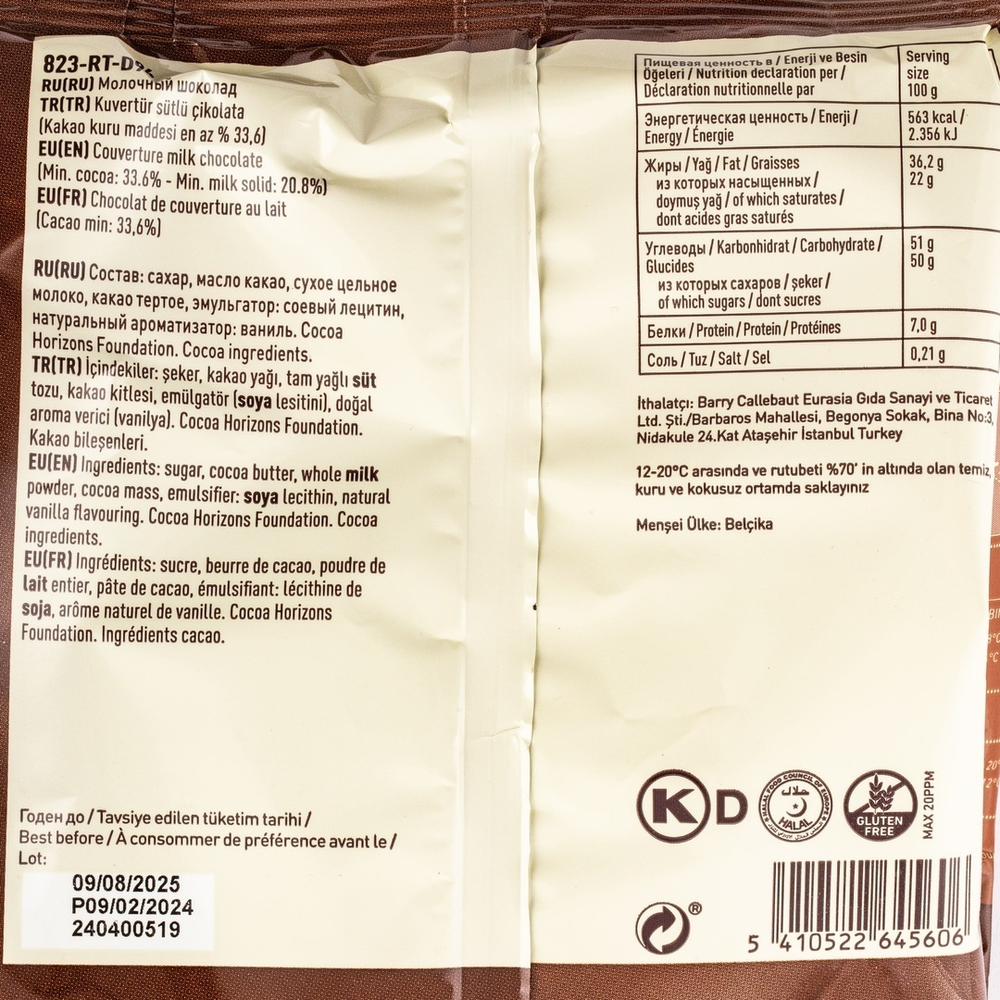 823-RT-D92
RU(RU) Молочный шоколад
TR(TR) Kuvertür sütlü çikolata
(Kakao kuru maddesi en az % 33,6)
EU(EN) Couverture milk chocolate
(Min. cocoa: 33.6% - Min. milk solid: 20.8%)
EU(FR) Chocolat de couverture au lait
(Cacao min: 33,6%)
RU(RU) Состав: сахар, масло какао, сухое цельное
молоко, какао тертое, эмульгатор: соевый лецитин,
натуральный ароматизатор: ваниль. Cocoa
Horizons Foundation. Cocoa ingredients.
TR(TR) İçindekiler: şeker, kakao yağı, tam yağlı süt
tozu, kakao kitlesi, emülgatör (soya lesitini), doğal
aroma verici (vanilya). Cocoa Horizons Foundation.
Kakao bileşenleri.
EU(EN) Ingredients: sugar, cocoa butter, whole milk
powder, cocoa mass, emulsifier: soya lecithin, natural
vanilla flavouring. Cocoa Horizons Foundation. Cocoa
ingredients.
EU(FR) Ingrédients: sucre, beurre de cacao, poudre de
lait entier, pâte de cacao, émulsifiant: lécithine de
soja, arôme naturel de vanille. Cocoa Horizons
Foundation. Ingrédients cacao.
Годен до / Tavsiye edilen tüketim tarihi /
Best before / À consommer de préférence avant le /
Lot:
09/08/2025
P09/02/2024
240400519
Пищевая ценность в / Enerji ve Besin
Öğeleri / Nutrition declaration per /
Déclaration nutritionnelle par
Serving
size
100 g
Энергетическая ценность / Enerji /
Energy / Énergie
563 kcal /
2.356 kJ
Жиры / Yağ / Fat / Graisses
36,2 g
из которых насыщенных /
doymuş yağ / of which saturates /
dont acides gras saturés
22 g
Углеводы / Karbonhidrat / Carbohydrate /
Glucides
51 g
из которых сахаров / şeker /
of which sugars / dont sucres
50 g
Белки / Protein / Protein / Protéines
7,0 g
Соль / Tuz / Salt / Sel
0,21 g
İthalatçı: Barry Callebaut Eurasia Gıda Sanayi ve Ticaret
Ltd. Şti./Barbaros Mahallesi, Begonya Sokak, Bina No:3,
Nidakule 24.Kat Ataşehir İstanbul Turkey
12-20°C arasında ve rutubeti %70' in altında olan temiz,
kuru ve kokusuz ortamda saklayınız
Menşei Ülke: Belçika
K D
HALAL FOOD COUNCIL OF EUROPE
حلال
HALAL
GLUTEN
FREE
MAX 20PPM
®
5 410522 645606